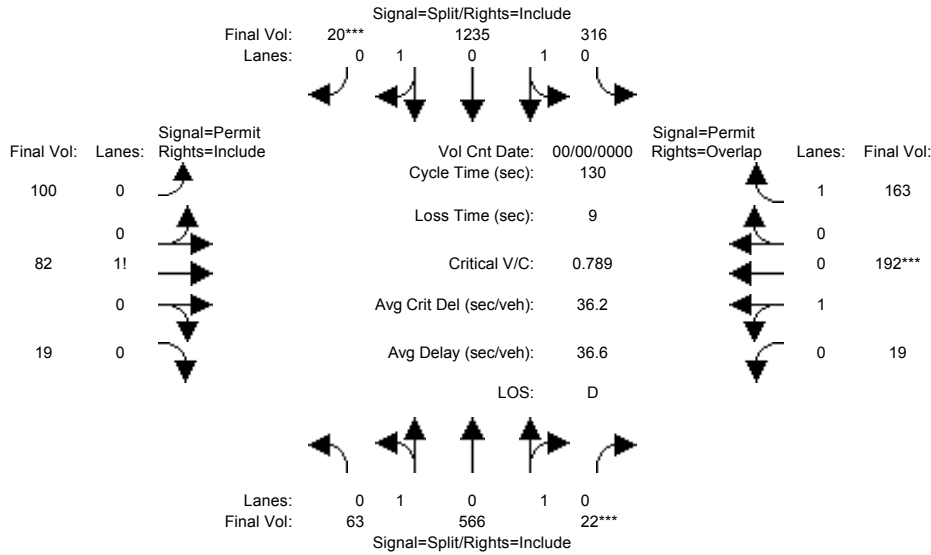 Signal=Split/Rights=Include
Final Vol: 20*** 1235 316
Lanes: 0 1 0 1 0
Signal=Permit Signal=Permit
Final Vol: Lanes: Rights=Include Vol Cnt Date: 00/00/0000 Rights=Overlap Lanes: Final Vol:
Cycle Time (sec): 130
100 0 1 163
Loss Time (sec): 9
0 0
82 1! Critical V/C: 0.789 0 192***
0 Avg Crit Del (sec/veh): 36.2 1
19 0 Avg Delay (sec/veh): 36.6 0 19
LOS: D
Lanes: 0 1 0 1 0
Final Vol: 63 566 22***
Signal=Split/Rights=Include